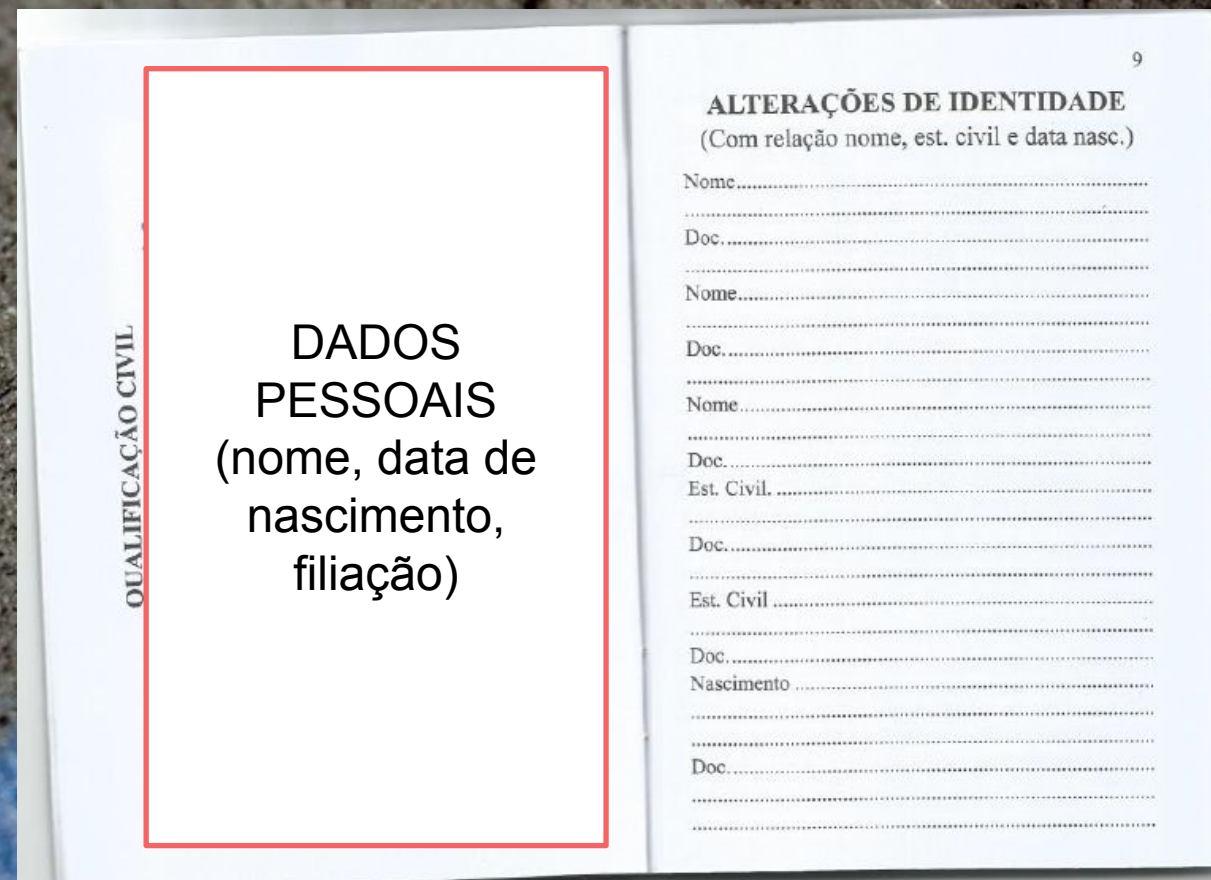 QUALIFICAÇÃO CIVIL
DADOS
PESSOAIS
(nome, data de
nascimento,
filiação)
9
ALTERAÇÕES DE IDENTIDADE
(Com relação nome, est. civil e data nasc.)
Nome
Doc.
Nome
Doc.
Nome
Doc.
Est. Civil.
Doc.
Est. Civil
Doc.
Nascimento
Doc.